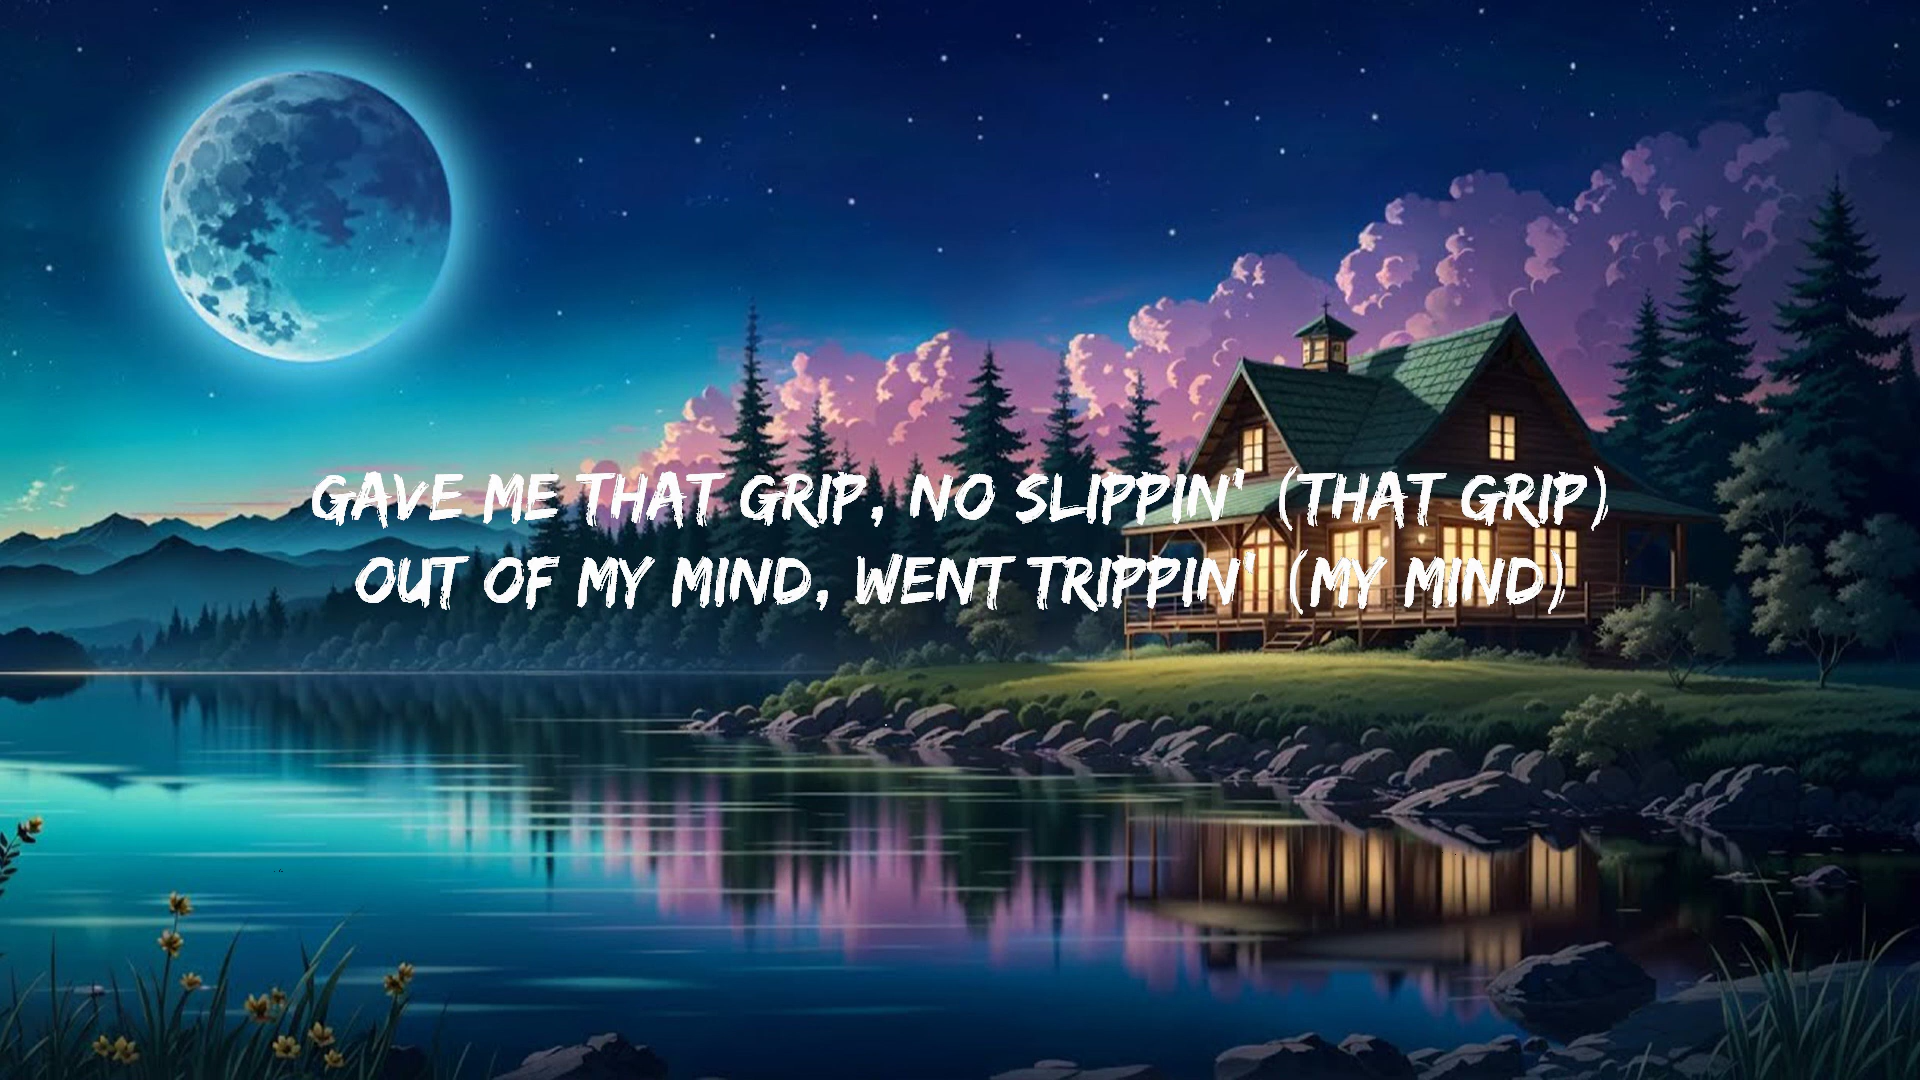 GAVE ME THAT GRIP, NO SLIPPIN' (THAT GRIP)
OUT OF MY MIND, WENT TRIPPIN' (MY MIND)